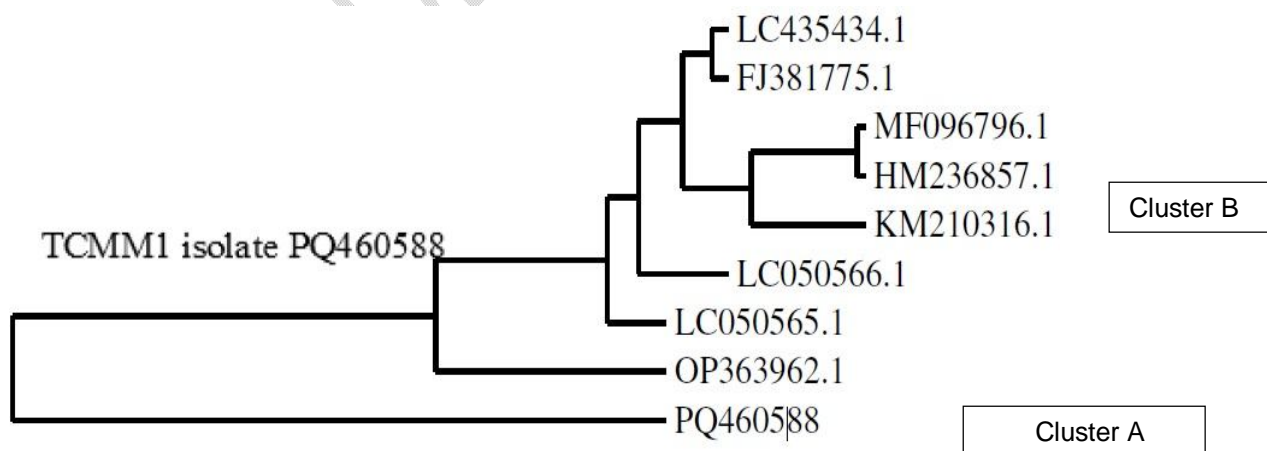 LC435434.1
FJ381775.1
MF096796.1
HM236857.1
Cluster B
KM210316.1
TCMM1 isolate PQ460588
LC050566.1
LC050565.1
OP363962.1
PQ460588
Cluster A